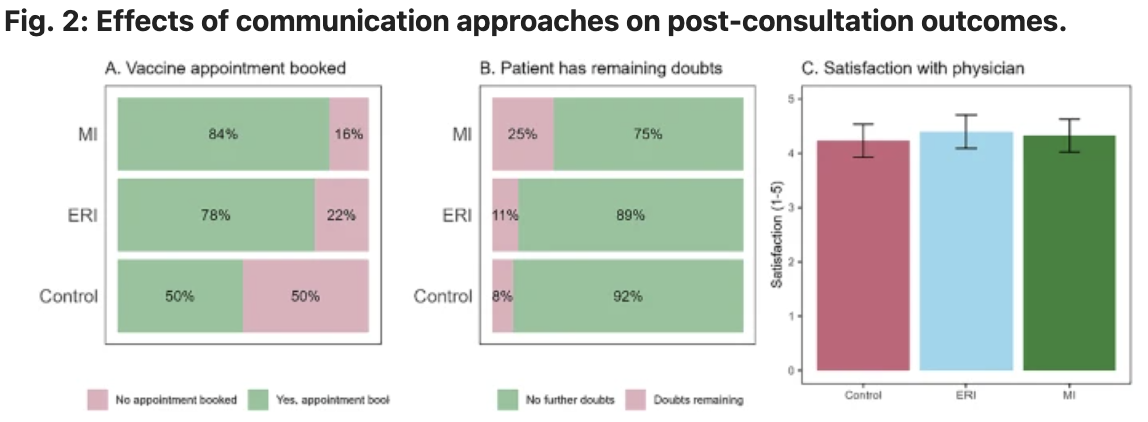 Fig. 2: Effects of communication approaches on post-consultation outcomes.
A. Vaccine appointment booked
MI
84%
16%
ERI
78%
22%
Control
50%
50%
No appointment booked
Yes, appointment bool
B. Patient has remaining doubts
MI
25%
75%
ERI
11%
89%
Control
8%
92%
No further doubts
Doubts remaining
C. Satisfaction with physician
Satisfaction (1-5)
5
4
3
2
1
0
Control
ERI
MI